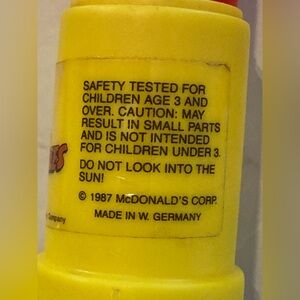 SAFETY TESTED FOR
CHILDREN AGE 3 AND
OVER. CAUTION: MAY
RESULT IN SMALL PARTS
AND IS NOT INTENDED
FOR CHILDREN UNDER 3.
DO NOT LOOK INTO THE
SUN!
© 1987 McDONALD'S CORP.
MADE IN W. GERMANY
Company